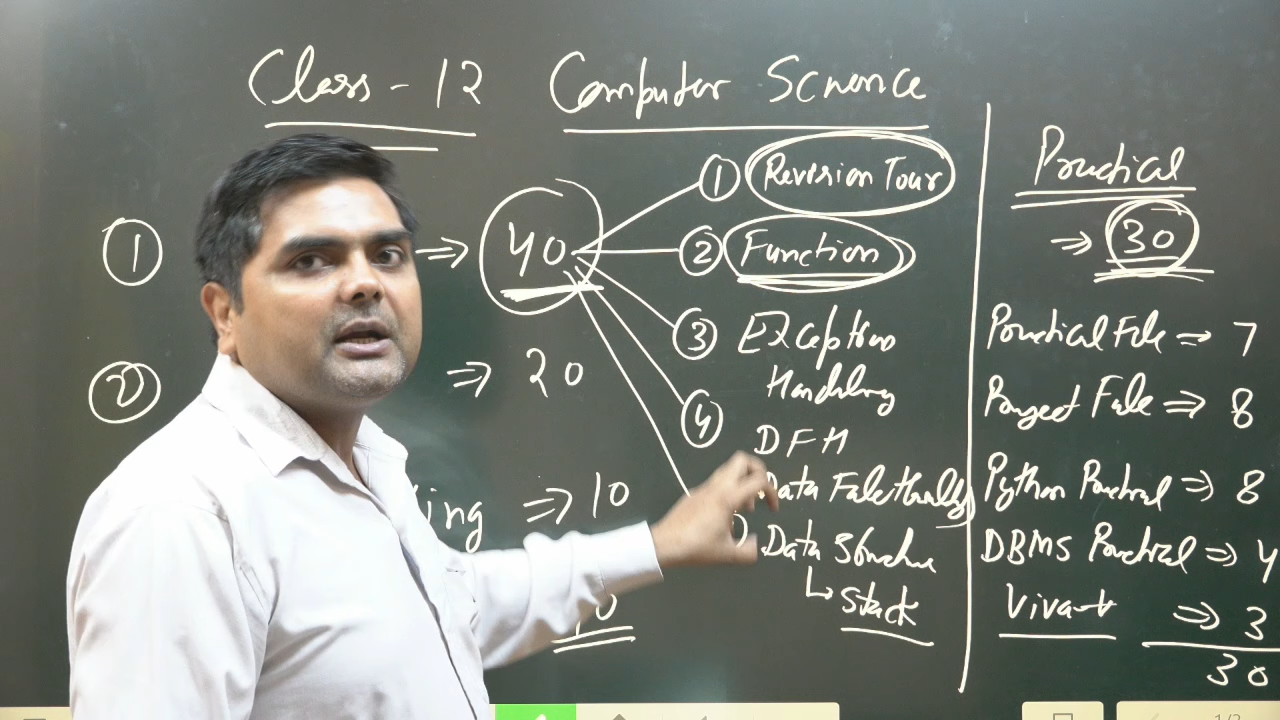 Class - 12 Computer Science
① ⇒ 40
① Revision Tour
② Function
③ Exceptions
Handling
④ DFH
Data File Handling
Data Structure
↳ Stack
② ⇒ 20
ing ⇒ 10
Practical
⇒ 30
Practical File ⇒ 7
Project File ⇒ 8
Python Practical ⇒ 8
DBMS Practical ⇒ 4
Viva-v ⇒ 3
30